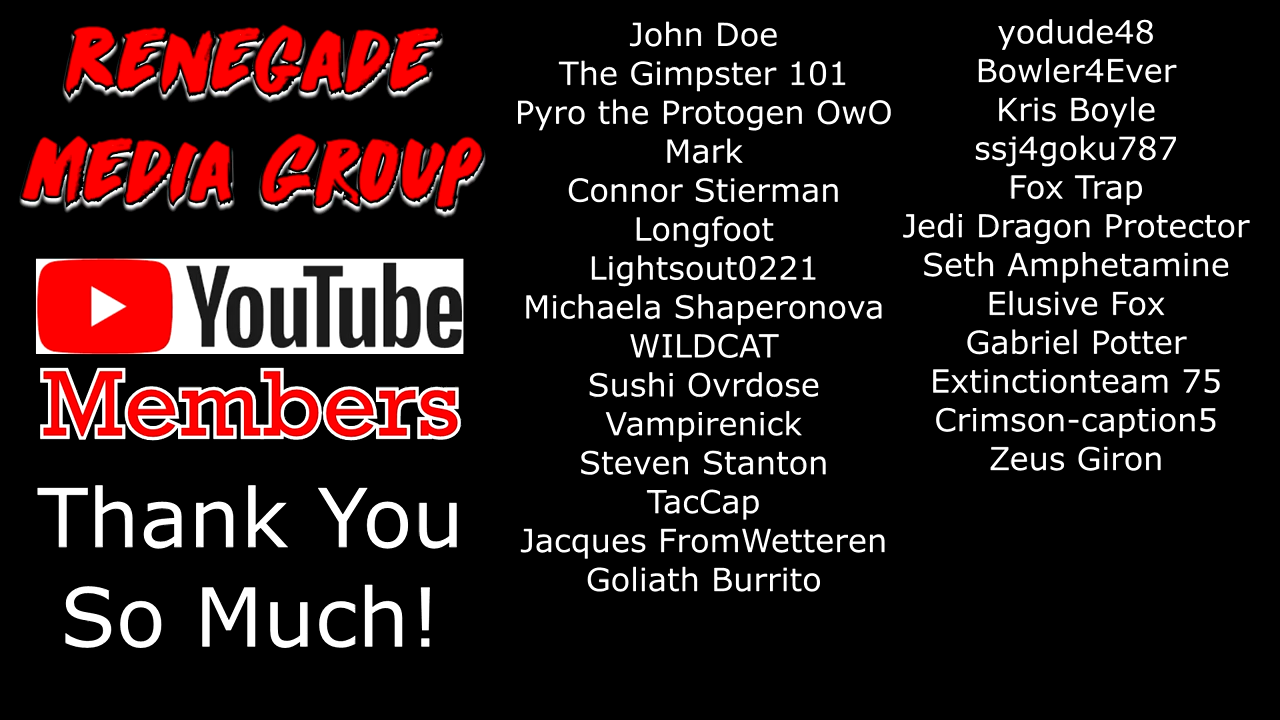 RENEGADE
MEDIA GROUP
YouTube
Members
Thank You
So Much!
John Doe
The Gimpster 101
Pyro the Protogen OwO
Mark
Connor Stierman
Longfoot
Lightsout0221
Michaela Shaperonova
WILDCAT
Sushi Ovrdose
Vampirenick
Steven Stanton
TacCap
Jacques FromWetteren
Goliath Burrito
yodude48
Bowler4Ever
Kris Boyle
ssj4goku787
Fox Trap
Jedi Dragon Protector
Seth Amphetamine
Elusive Fox
Gabriel Potter
Extinctionteam 75
Crimson-caption5
Zeus Giron